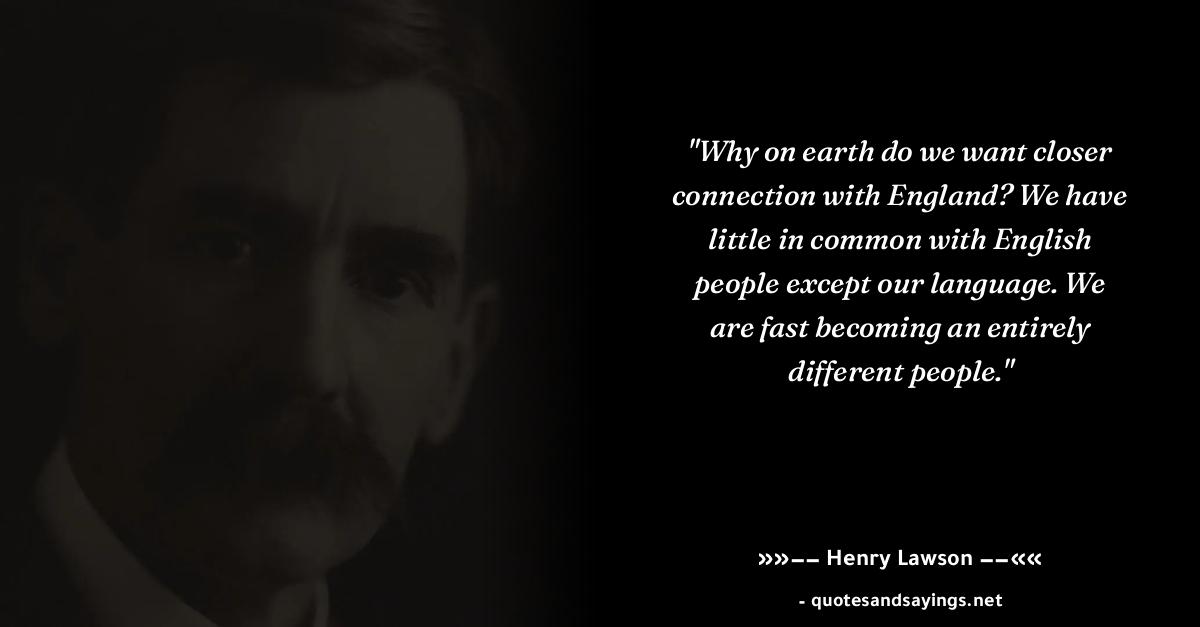 "Why on earth do we want closer
connection with England? We have
little in common with English
people except our language. We
are fast becoming an entirely
different people."
»»—— Henry Lawson ——««
- quotesandsayings.net